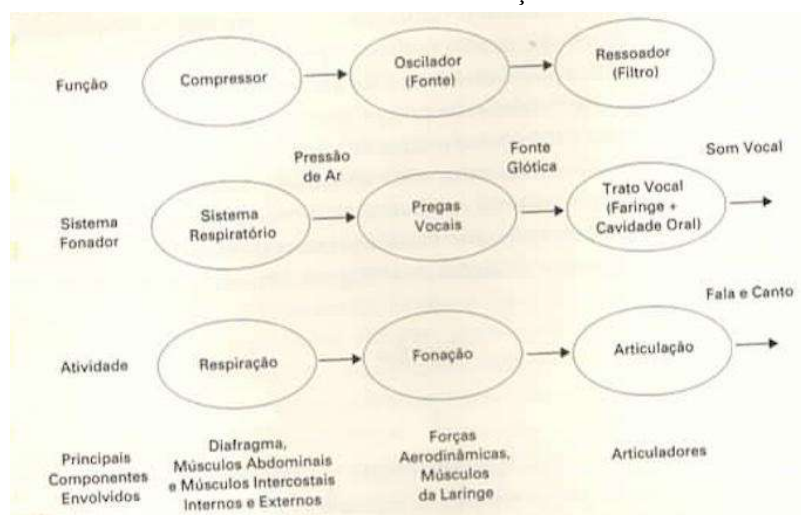 Função
Compressor
Oscilador
(Fonte)
Ressoador
(Filtro)
Pressão
de Ar
Fonte
Glótica
Som Vocal
Sistema
Fonador
Sistema
Respiratório
Pregas
Vocais
Trato Vocal
(Faringe +
Cavidade Oral)
Fala e Canto
Atividade
Respiração
Fonação
Articulação
Principais
Componentes
Envolvidos
Diafragma,
Músculos Abdominais
e Músculos Intercostais
Internos e Externos
Forças
Aerodinâmicas,
Músculos
da Laringe
Articuladores